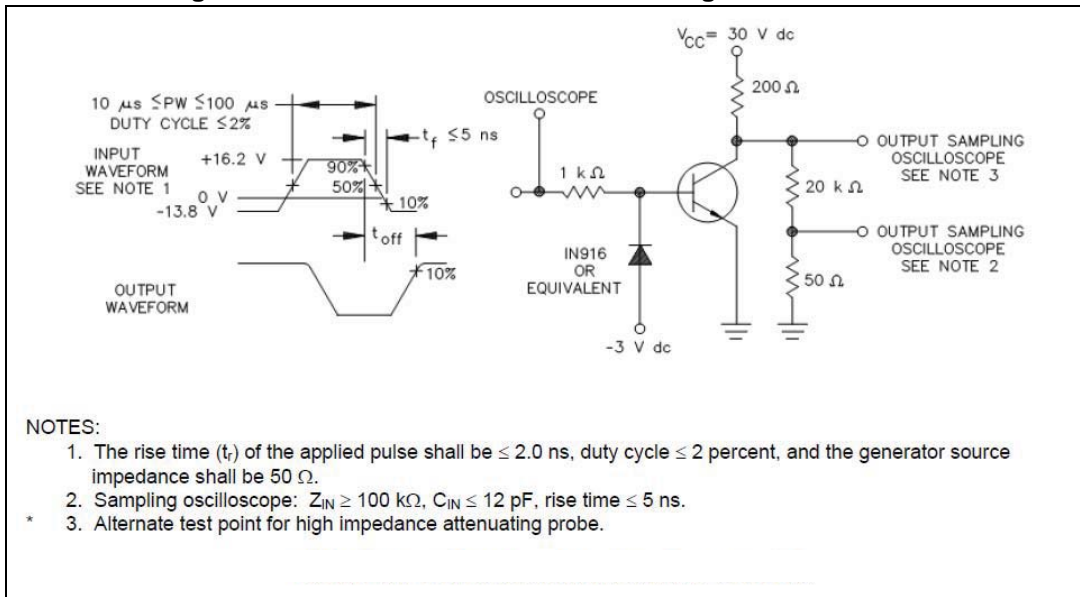 V_CC= 30 V dc
200 Ω
OSCILLOSCOPE
10 µs ≤PW ≤100 µs
DUTY CYCLE ≤2%
t_f ≤5 ns
INPUT
WAVEFORM
SEE NOTE 1
+16.2 V
0 V
-13.8 V
90%
50%
10%
t_off
10%
OUTPUT
WAVEFORM
1 kΩ
IN916
OR
EQUIVALENT
-3 V dc
OUTPUT SAMPLING
OSCILLOSCOPE
SEE NOTE 3
20 kΩ
OUTPUT SAMPLING
OSCILLOSCOPE
SEE NOTE 2
50 Ω
NOTES:
1. The rise time (t_r) of the applied pulse shall be ≤ 2.0 ns, duty cycle ≤ 2 percent, and the generator source
impedance shall be 50 Ω.
2. Sampling oscilloscope: Z_IN ≥ 100 kΩ, C_IN ≤ 12 pF, rise time ≤ 5 ns.
* 3. Alternate test point for high impedance attenuating probe.